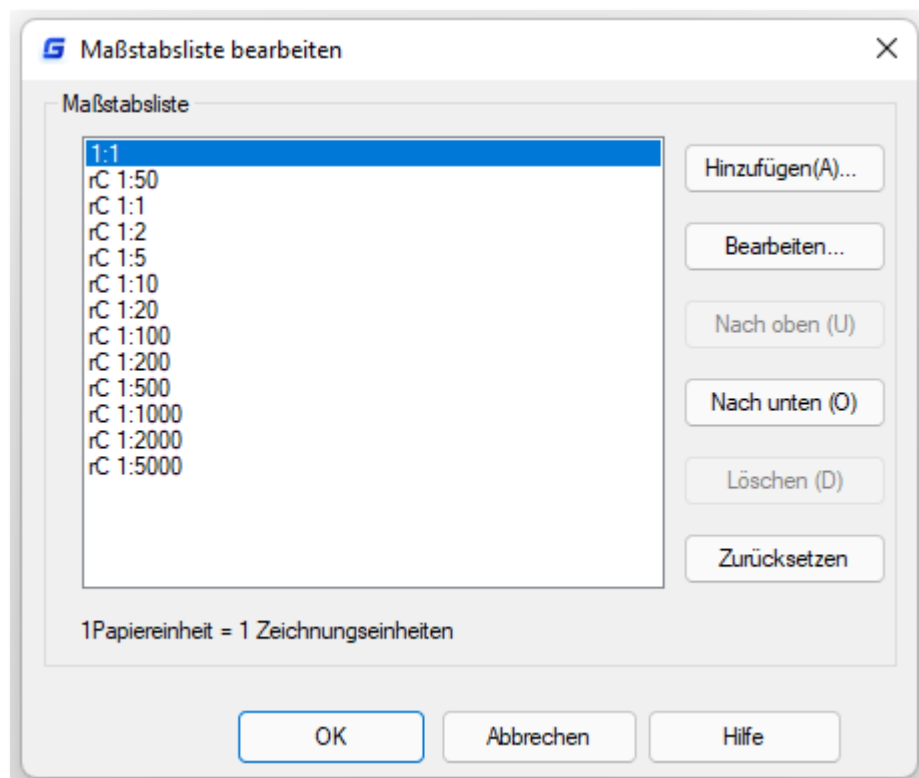 Maßstabsliste bearbeiten
Maßstabsliste
1:1
rC 1:50
rC 1:1
rC 1:2
rC 1:5
rC 1:10
rC 1:20
rC 1:100
rC 1:200
rC 1:500
rC 1:1000
rC 1:2000
rC 1:5000
Hinzufügen(A)...
Bearbeiten...
Nach oben (U)
Nach unten (O)
Löschen (D)
Zurücksetzen
1Papiereinheit = 1 Zeichnungseinheiten
OK
Abbrechen
Hilfe